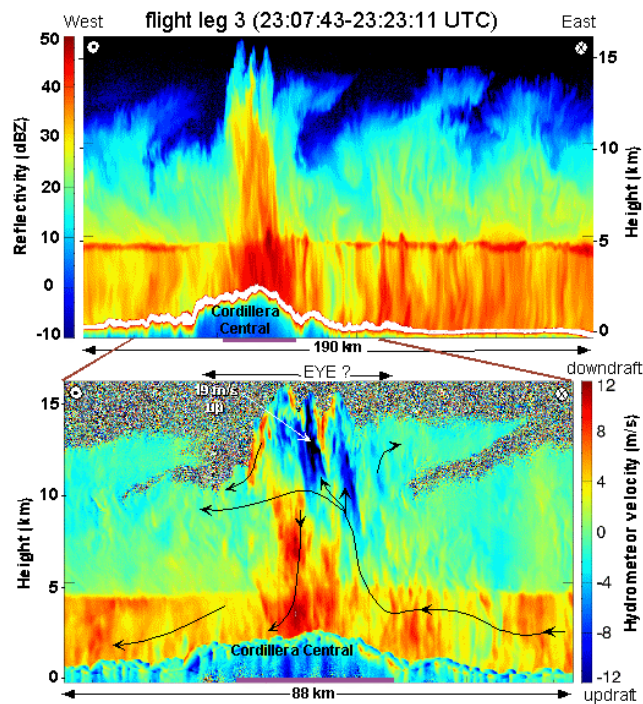 flight leg 3 (23:07:43-23:23:11 UTC)
West
East
50
40
30
20
10
0
-10
Reflectivity (dBZ)
15
10
5
0
Height (km)
Cordillera
Central
190 km
EYE ?
downdraft
19 m/s
up
15
10
5
0
Height (km)
12
8
4
0
-4
-8
-12
Hydrometeor velocity (m/s)
Cordillera Central
88 km
updraft